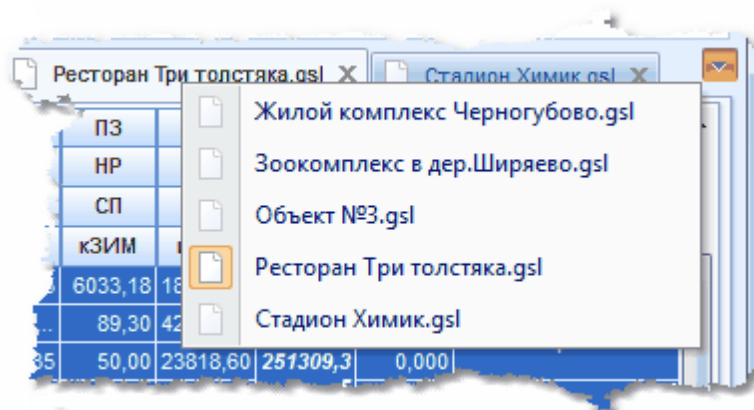 Ресторан Три толстяка.gsl
Стадион Химик.gsl
Жилой комплекс Черногубово.gsl
Зоокомплекс в дер.Ширяево.gsl
Объект №3.gsl
Ресторан Три толстяка.gsl
Стадион Химик.gsl
ПЗ
НР
СП
кЗИМ
6033,18
89,30
50,00 23818,60 251309,3 0,000